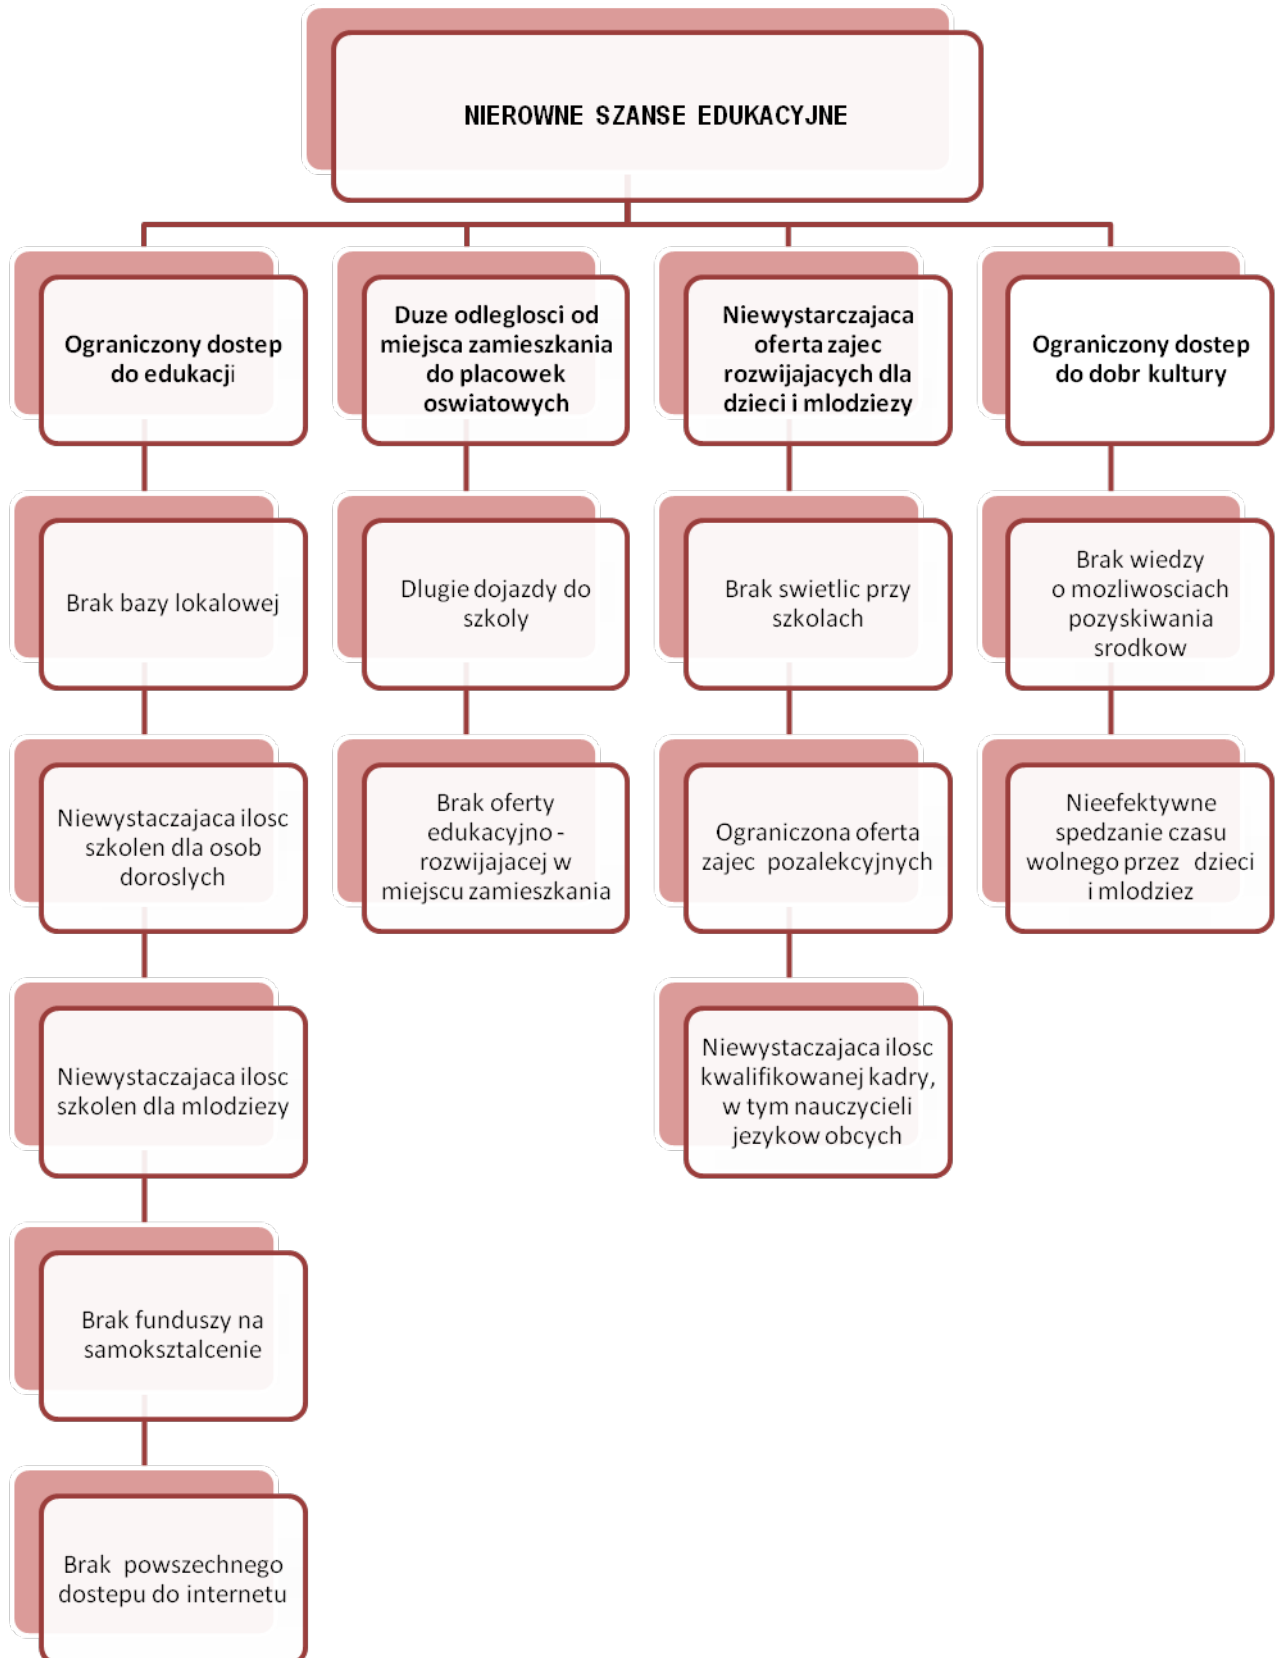 NIEROWNE SZANSE EDUKACYJNE
Ograniczony dostep
do edukacji
Brak bazy lokalowej
Niewystaczajaca ilosc
szkolen dla osob
doroslych
Niewystaczajaca ilosc
szkolen dla mlodziezy
Brak funduszy na
samoksztalcenie
Brak powszechnego
dostepu do internetu
Duze odleglosci od
miejsca zamieszkania
do placowek
oswiatowych
Dlugie dojazdy do
szkoly
Brak oferty
edukacyjno -
rozwijajacej w
miejscu zamieszkania
Niewystarczajaca
oferta zajec
rozwijajacych dla
dzieci i mlodziezy
Brak swietlic przy
szkolach
Ograniczona oferta
zajec pozalekcyjnych
Niewystaczajaca ilosc
kwalifikowanej kadry,
w tym nauczycieli
jezykow obcych
Ograniczony dostep
do dobr kultury
Brak wiedzy
o mozliwosciach
pozyskiwania
srodkow
Nieefektywne
spedzanie czasu
wolnego przez dzieci
i mlodziez